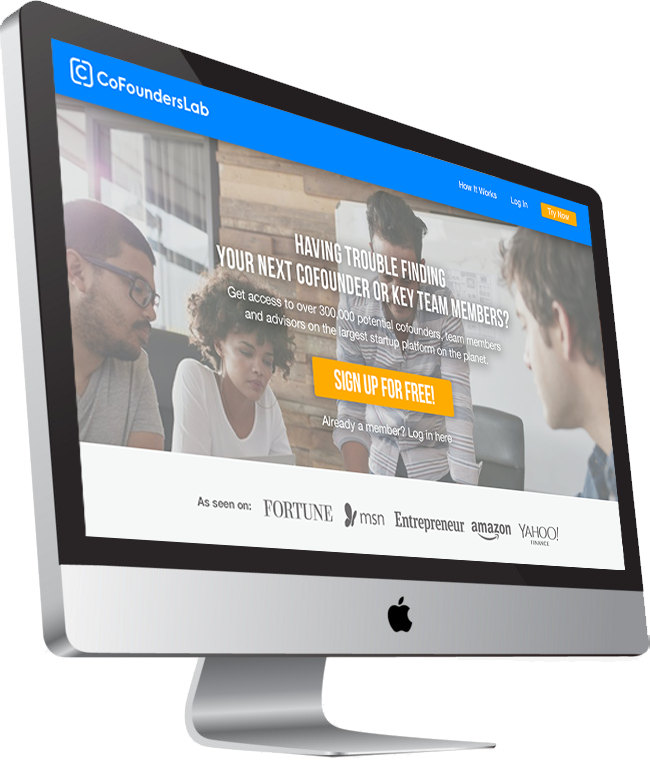 CoFoundersLab
How It Works
Log In
Try Now
HAVING TROUBLE FINDING
YOUR NEXT COFOUNDER OR KEY TEAM MEMBERS?
Get access to over 300,000 potential cofounders, team members
and advisors on the largest startup platform on the planet.
SIGN UP FOR FREE!
Already a member? Log in here
As seen on: FORTUNE msn Entrepreneur amazon YAHOO!
FINANCE